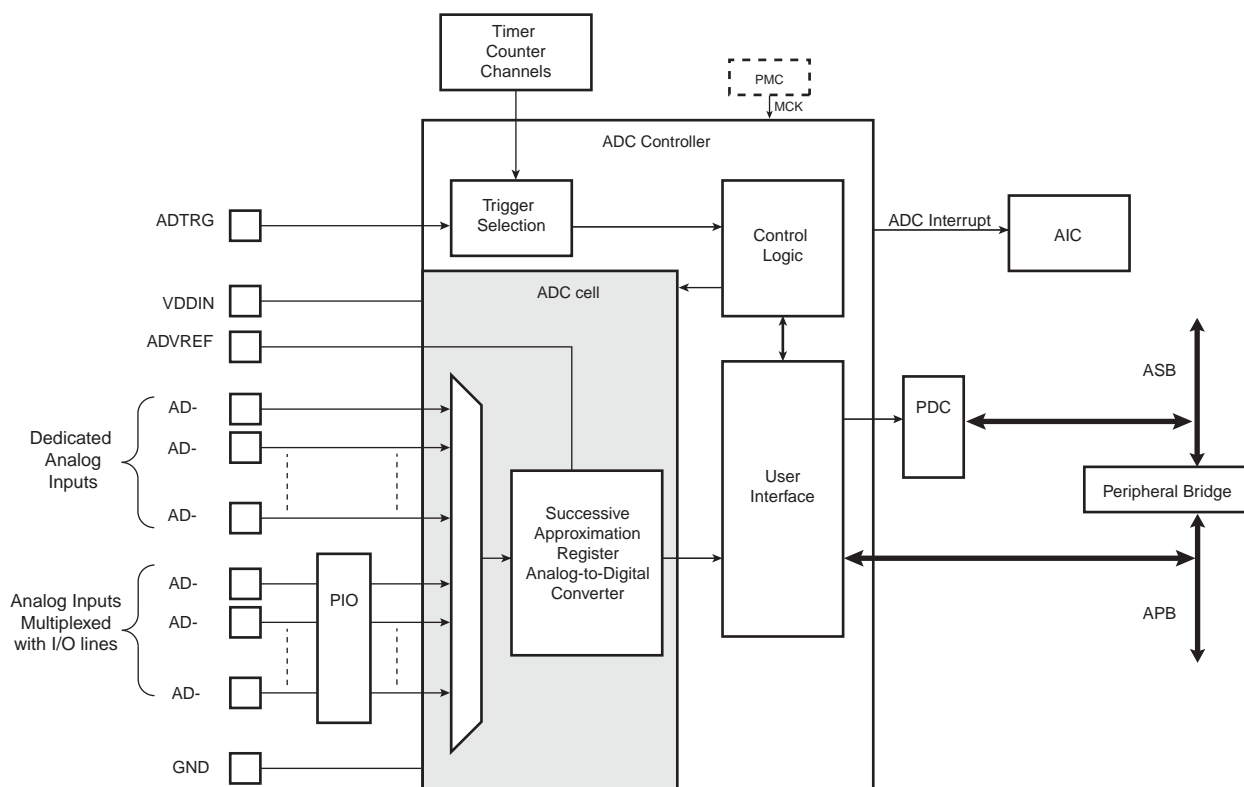 Timer
Counter
Channels
PMC
MCK
ADC Controller
ADTRG
Trigger
Selection
Control
Logic
ADC Interrupt
AIC
VDDIN
ADC cell
ADVREF
ASB
Dedicated
Analog
Inputs
AD-
AD-
AD-
PDC
User
Interface
Peripheral Bridge
Successive
Approximation
Register
Analog-to-Digital
Converter
Analog Inputs
Multiplexed
with I/O lines
AD-
AD-
AD-
PIO
APB
GND